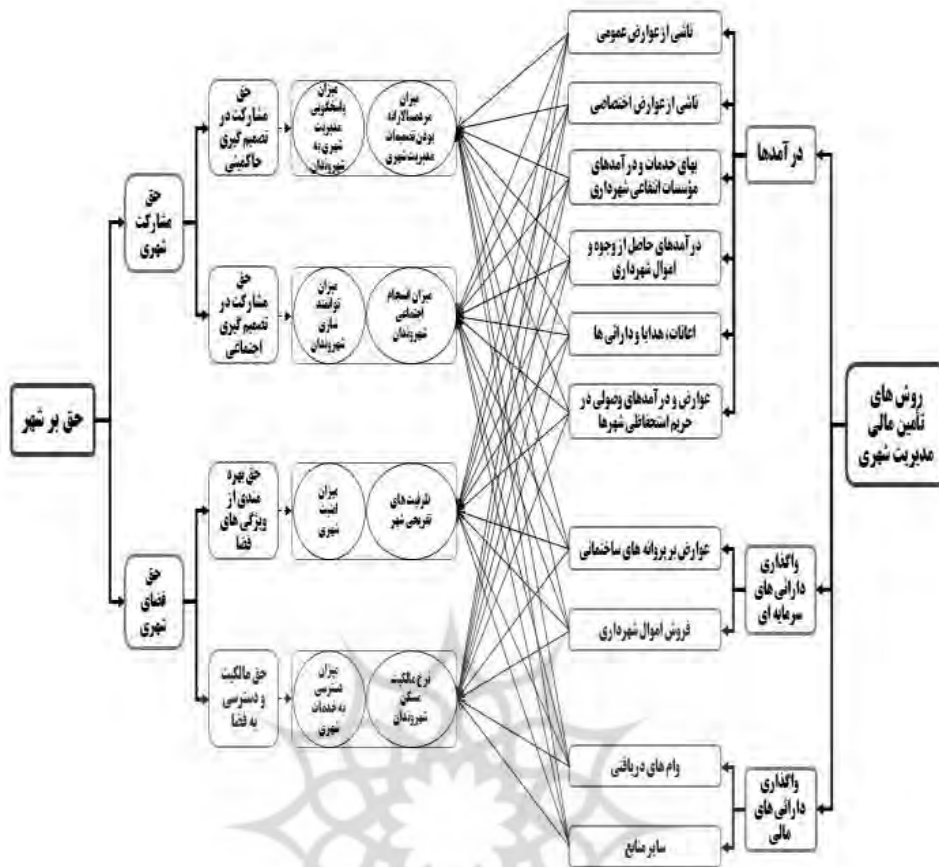 روش های
تأمین مالی
مدیریت شهری
درآمدها
واگذاری
دارائی های
سرمایه ای
واگذاری
دارائی های
مالی
ناشی از عوارض عمومی
ناشی از عوارض اختصاصی
بهای خدمات و درآمدهای
مؤسسات انتفاعی شهرداری
درآمدهای حاصل از وجوه و
اموال شهرداری
اعانات، هدایا و دارائی ها
عوارض و درآمدهای وصولی در
حریم استحفاظی شهرها
عوارض بر پروانه های ساختمانی
فروش اموال شهرداری
وام های دریافتی
سایر منابع
میزان
مردمسالارانه
بودن تصمیمات
مدیریت شهری
میزان
پاسخگویی
مدیریت
شهری به
شهروندان
میزان انسجام
اجتماعی
شهروندان
میزان
توانمند
سازی
شهروندان
ظرفیت های
تفریحی شهر
میزان
امنیت
شهری
نرخ مالکیت
مسکن
شهروندان
میزان
دسترسی
به خدمات
شهری
حق
مشارکت در
تصمیم گیری
حاکمیتی
حق
مشارکت در
تصمیم گیری
اجتماعی
حق بهره
مندی از
ویژگی های
فضا
حق مالکیت
و دسترسی
به فضا
حق
مشارکت
شهری
حق
فضای
شهری
حق بر شهر